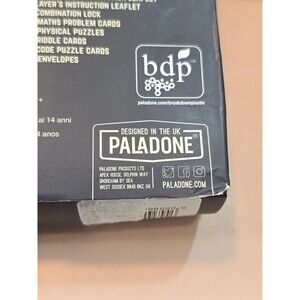 AYER'S INSTRUCTION LEAFLET
COMBINATION LOCK
MATHS PROBLEM CARDS
PHYSICAL PUZZLES
RIDDLE CARDS
CODE PUZZLE CARDS
ENVELOPES
ai 14 anni
4 anos
bdp
paladone.com/breakdownplastic
DESIGNED IN THE UK
PALADONE
PALADONE PRODUCTS LTD
APEX HOUSE, DOLPHIN WAY
SHOREHAM BY SEA
WEST SUSSEX BN43 6NZ UK
PALADONE.COM